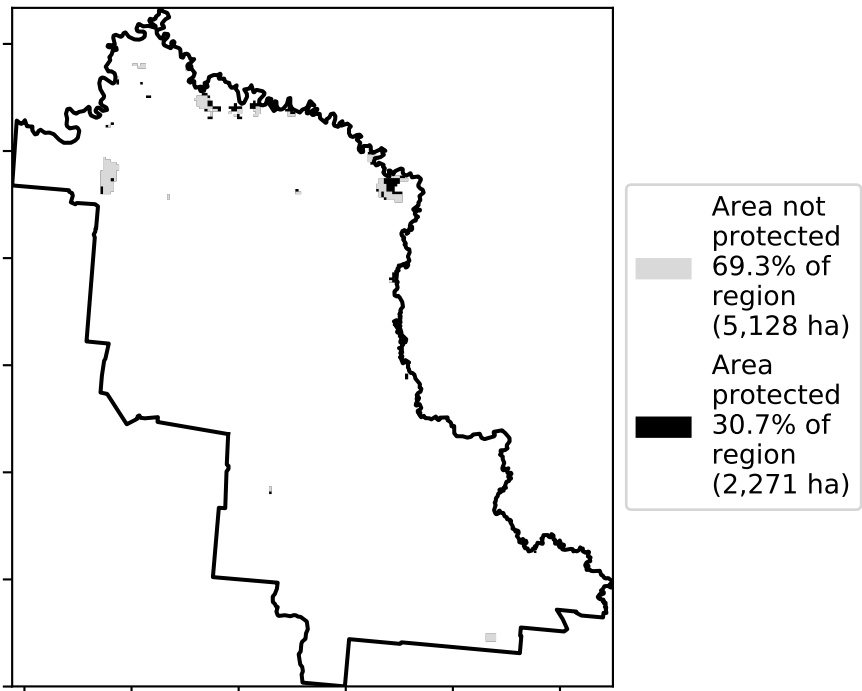 Area not
protected
69.3% of
region
(5,128 ha)
Area
protected
30.7% of
region
(2,271 ha)